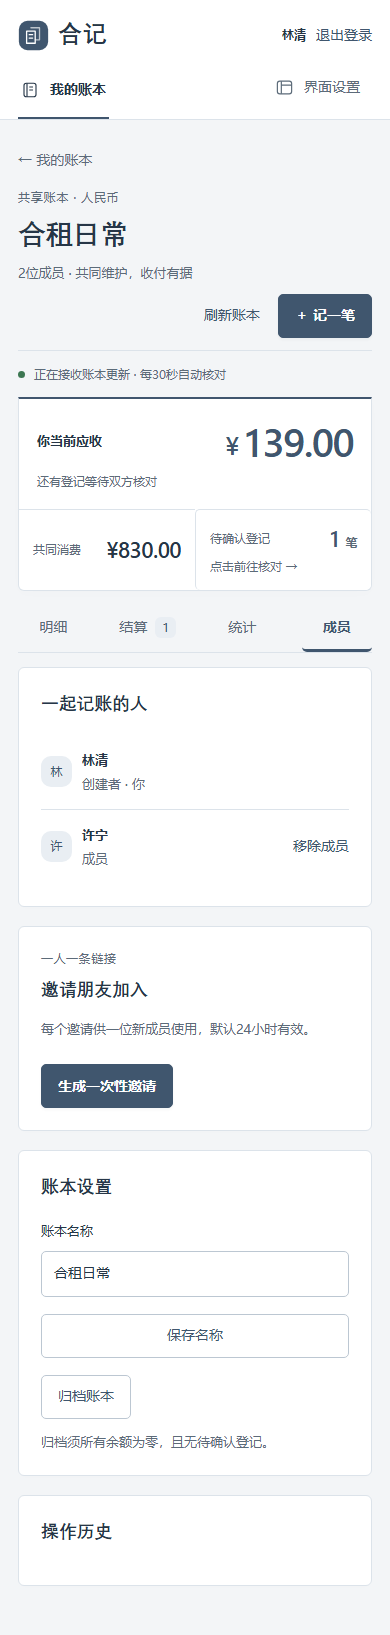 合记
林清 退出登录
我的账本 界面设置
← 我的账本
共享账本 · 人民币
合租日常
2位成员 · 共同维护，收付有据
刷新账本 + 记一笔
正在接收账本更新 · 每30秒自动核对
你当前应收 ¥139.00
还有登记等待双方核对
共同消费 ¥830.00
待确认登记 1 笔
点击前往核对 →
明细 结算 1 统计 成员
一起记账的人
林 林清
创建者 · 你
许 许宁
成员
移除成员
一人一条链接
邀请朋友加入
每个邀请供一位新成员使用，默认24小时有效。
生成一次性邀请
账本设置
账本名称
合租日常
保存名称
归档账本
归档须所有余额为零，且无待确认登记。
操作历史